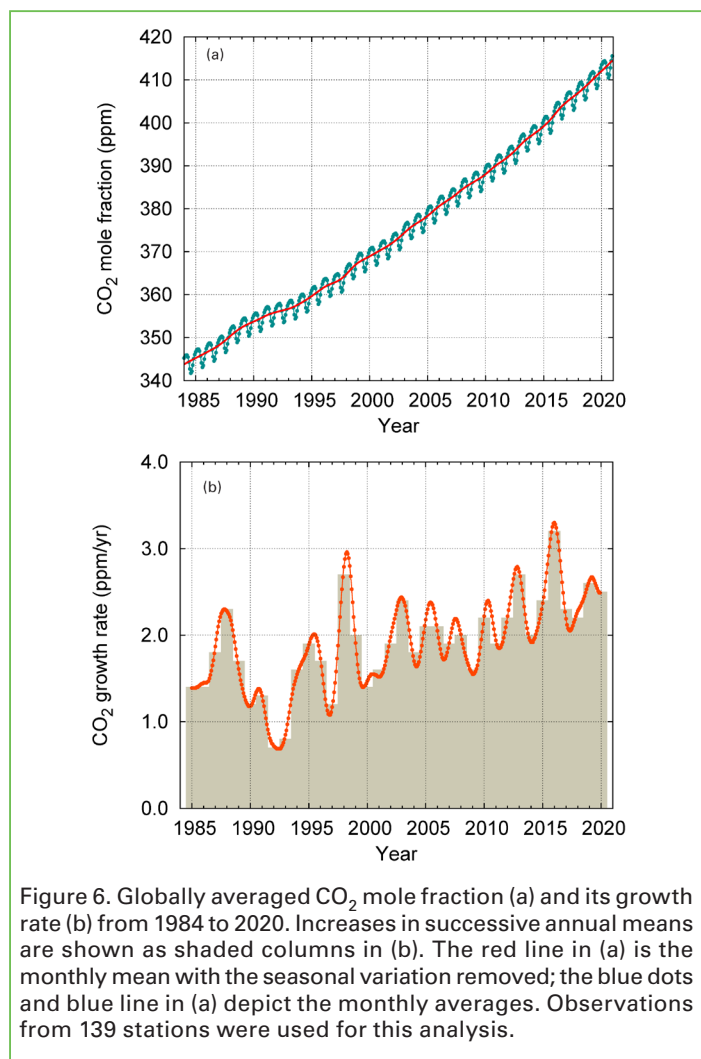 420
(a)
410
400
390
380
370
360
350
340
CO₂ mole fraction (ppm)
1985 1990 1995 2000 2005 2010 2015 2020
Year
4.0
(b)
3.0
2.0
1.0
0.0
CO₂ growth rate (ppm/yr)
1985 1990 1995 2000 2005 2010 2015 2020
Year
Figure 6. Globally averaged CO₂ mole fraction (a) and its growth
rate (b) from 1984 to 2020. Increases in successive annual means
are shown as shaded columns in (b). The red line in (a) is the
monthly mean with the seasonal variation removed; the blue dots
and blue line in (a) depict the monthly averages. Observations
from 139 stations were used for this analysis.